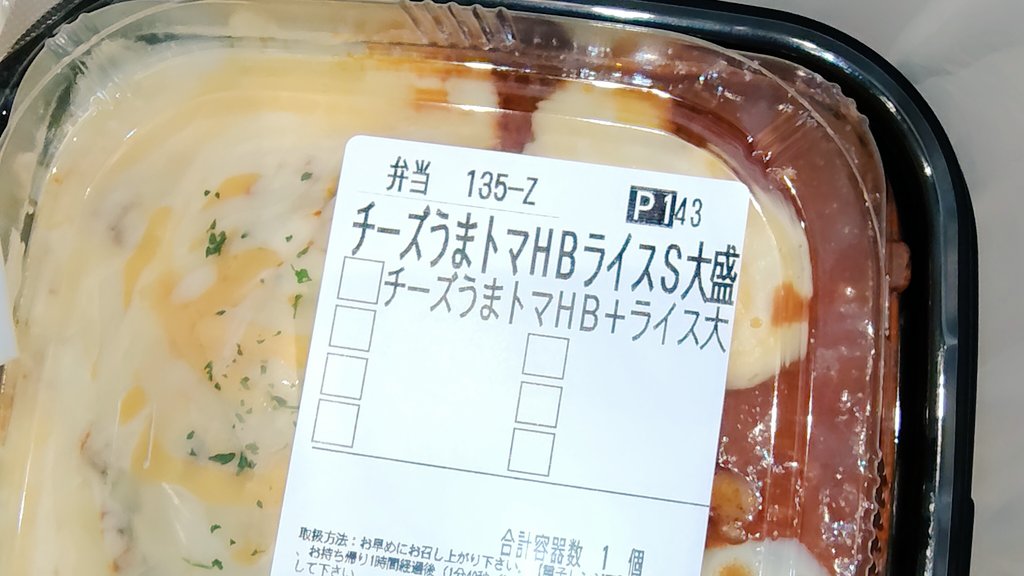 弁当 135-Z P143
チーズうまトマHBライスS大盛
チーズうまトマHB+ライス大
合計容器数 1 個
取扱方法:お早めにお召し上がり下さい。
、お持ち帰り1時間経過後
して下さい